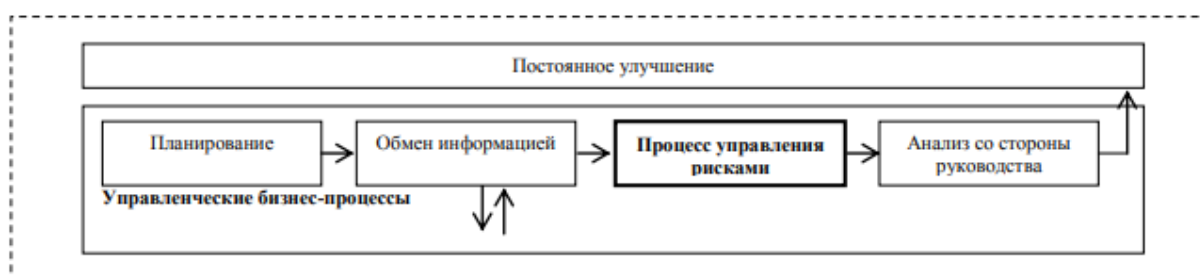 Постоянное улучшение
Планирование
Обмен информацией
Процесс управления
рисками
Анализ со стороны
руководства
Управленческие бизнес-процессы